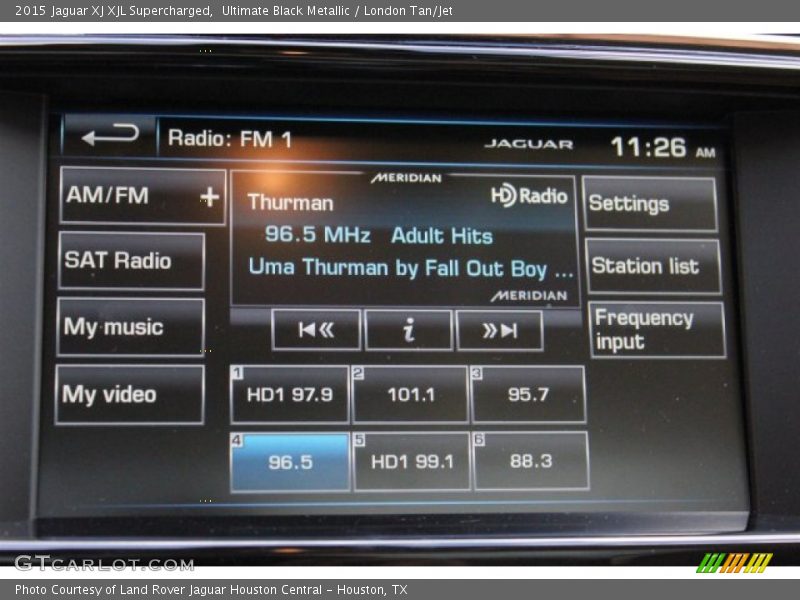 2015 Jaguar XJ XJL Supercharged,  Ultimate Black Metallic / London Tan/Jet
Radio: FM 1
JAGUAR
11:26 AM
AM/FM +
SAT Radio
My music
My video
MERIDIAN
Thurman
HD Radio
96.5 MHz Adult Hits
Uma Thurman by Fall Out Boy ...
MERIDIAN
i
Settings
Station list
Frequency
input
1 HD1 97.9
2 101.1
3 95.7
4 96.5
5 HD1 99.1
6 88.3
GTCARLOT.COM
Photo Courtesy of Land Rover Jaguar Houston Central – Houston, TX